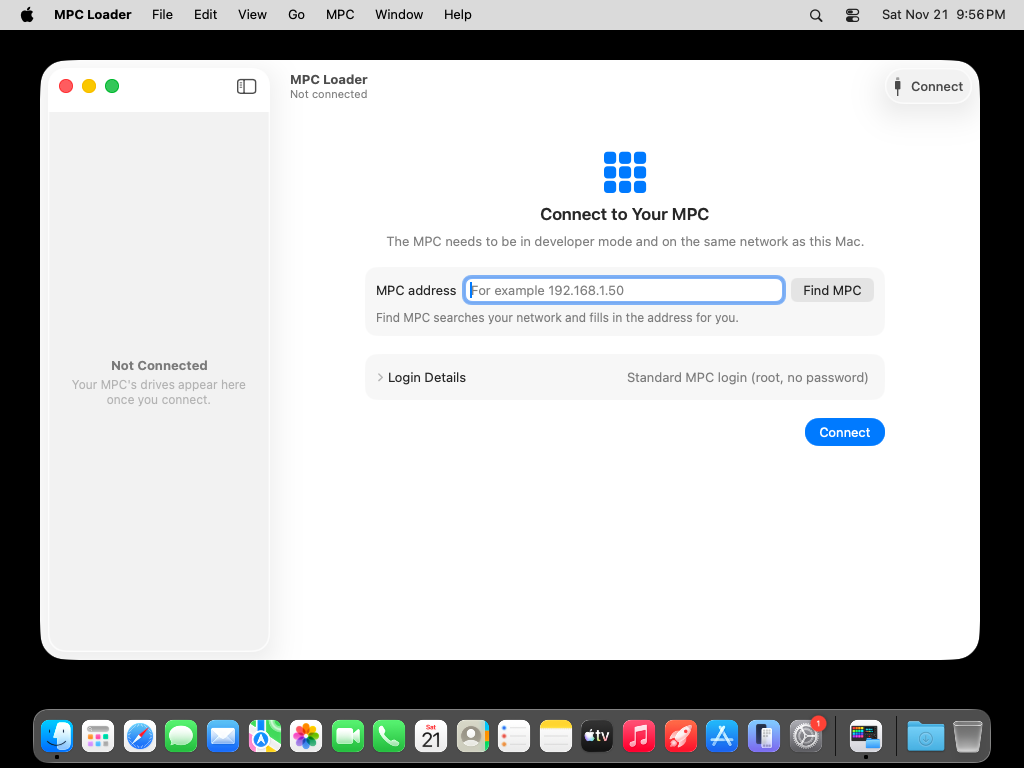 MPC Loader File Edit View Go MPC Window Help Sat Nov 21 9:56 PM
MPC Loader
Not connected
Connect
Connect to Your MPC
The MPC needs to be in developer mode and on the same network as this Mac.
MPC address For example 192.168.1.50 Find MPC
Find MPC searches your network and fills in the address for you.
Not Connected
Your MPC's drives appear here
once you connect.
Login Details Standard MPC login (root, no password)
Connect
Sat
21
tv
1